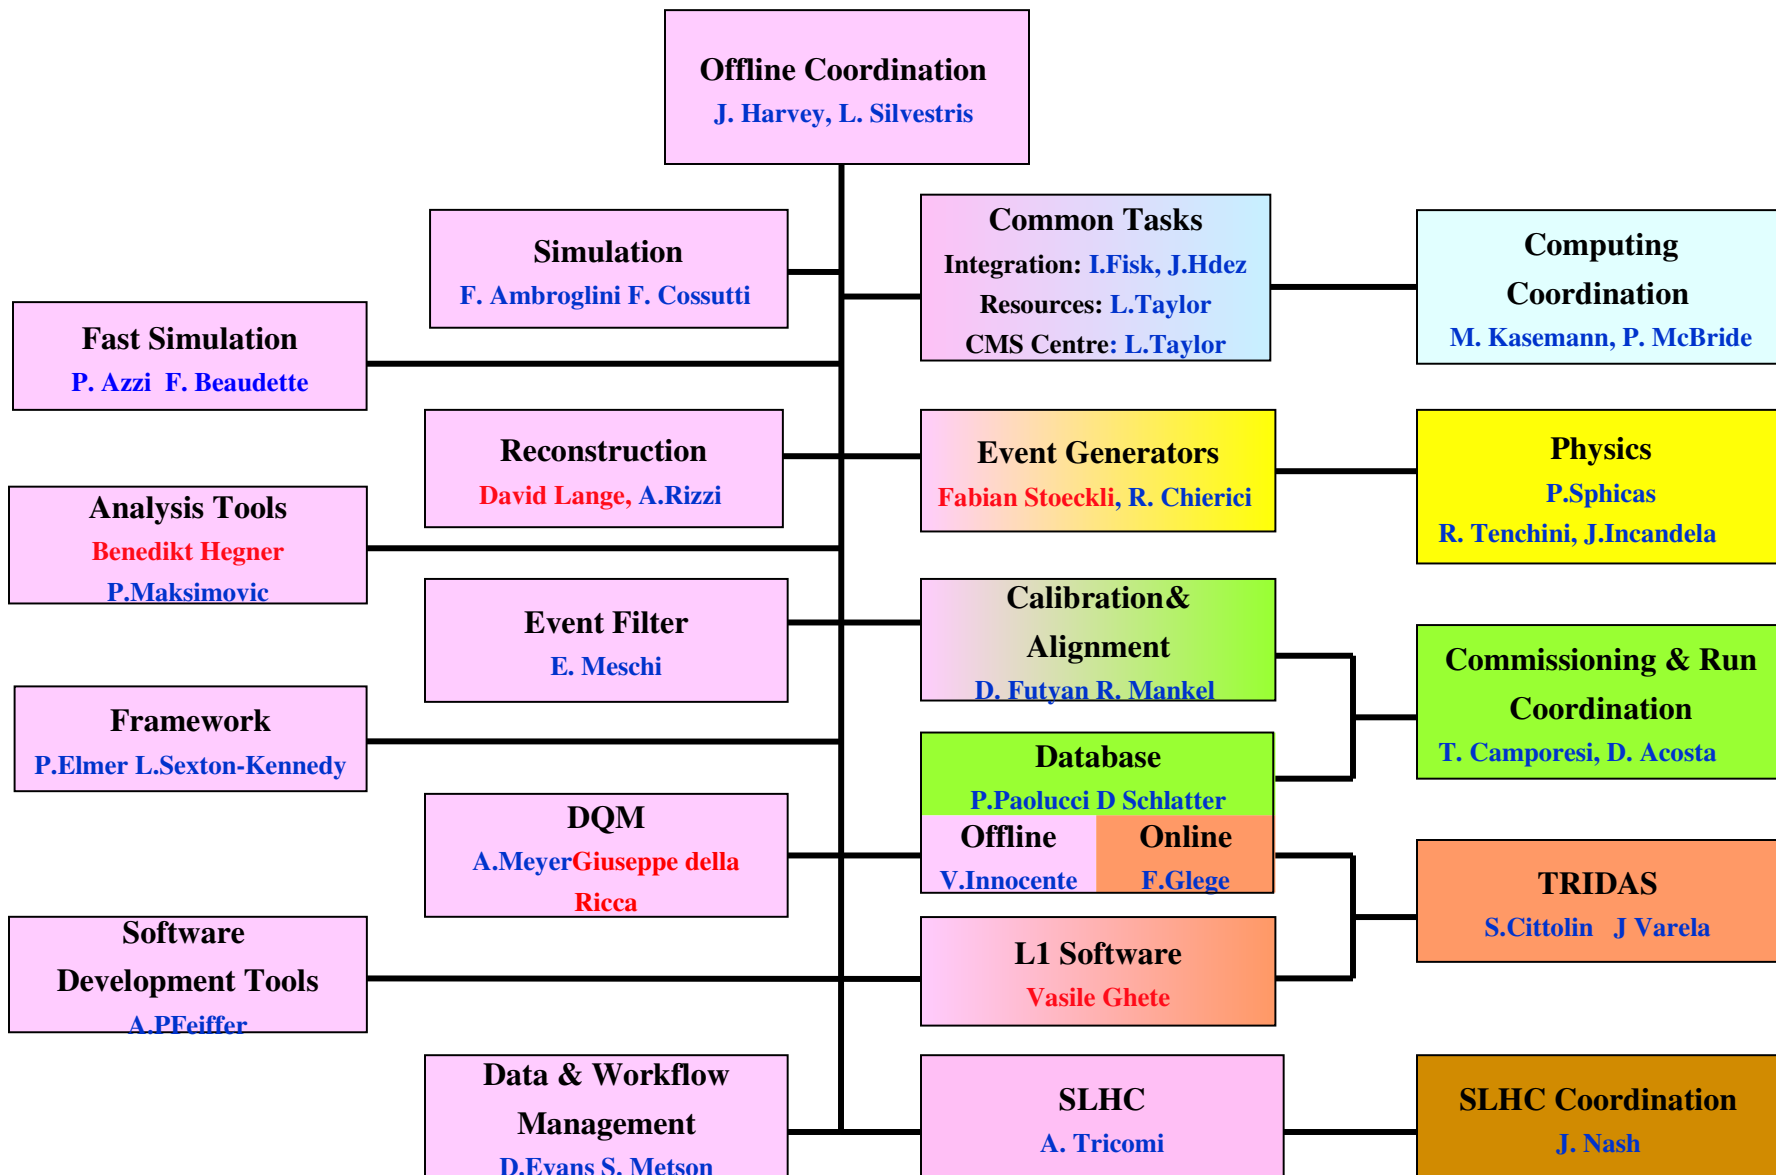 Offline Coordination
J. Harvey, L. Silvestris
Simulation
F. Ambroglini F. Cossutti
Common Tasks
Integration: I.Fisk, J.Hdez
Resources: L.Taylor
CMS Centre: L.Taylor
Computing
Coordination
M. Kasemann, P. McBride
Fast Simulation
P. Azzi F. Beaudette
Reconstruction
David Lange, A.Rizzi
Event Generators
Fabian Stoeckli, R. Chierici
Physics
P.Sphicas
R. Tenchini, J.Incandela
Analysis Tools
Benedikt Hegner
P.Maksimovic
Event Filter
E. Meschi
Calibration&
Alignment
D. Futyan R. Mankel
Commissioning & Run
Coordination
T. Camporesi, D. Acosta
Framework
P.Elmer L.Sexton-Kennedy
Database
P.Paolucci D Schlatter
Offline
V.Innocente
Online
F.Glege
DQM
A.MeyerGiuseppe della
Ricca
TRIDAS
S.Cittolin J Varela
Software
Development Tools
A.PFeiffer
L1 Software
Vasile Ghete
Data & Workflow
Management
D.Evans S. Metson
SLHC
A. Tricomi
SLHC Coordination
J. Nash